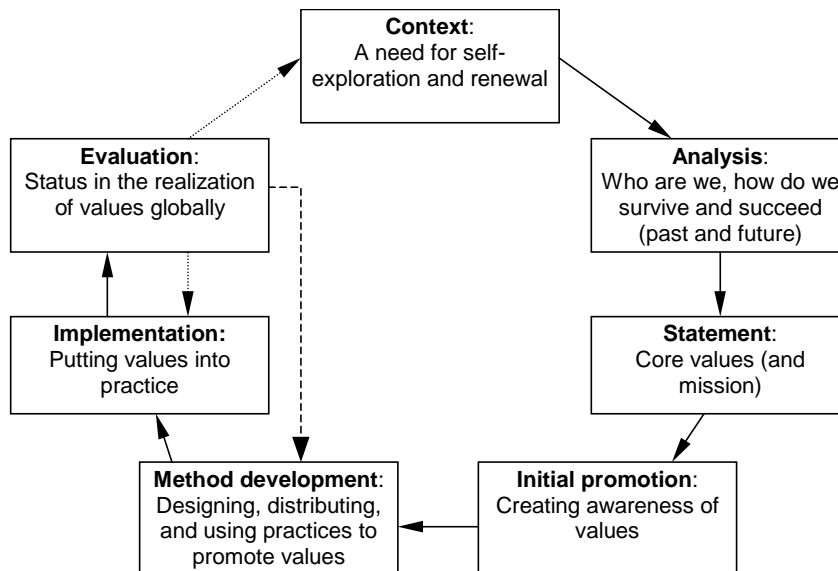 Context:
A need for self-
exploration and renewal
Evaluation:
Status in the realization
of values globally
Analysis:
Who are we, how do we
survive and succeed
(past and future)
Implementation:
Putting values into
practice
Statement:
Core values (and
mission)
Method development:
Designing, distributing,
and using practices to
promote values
Initial promotion:
Creating awareness of
values